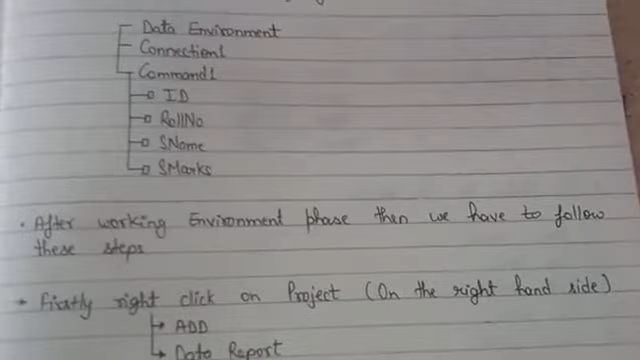 Data Environment
Connection1
Command1
ID
RollNo
SName
SMarks
• After working Environment phase then we have to follow
these steps
→ firstly right click on Project (On the right hand side)
→ ADD
→ Data Report